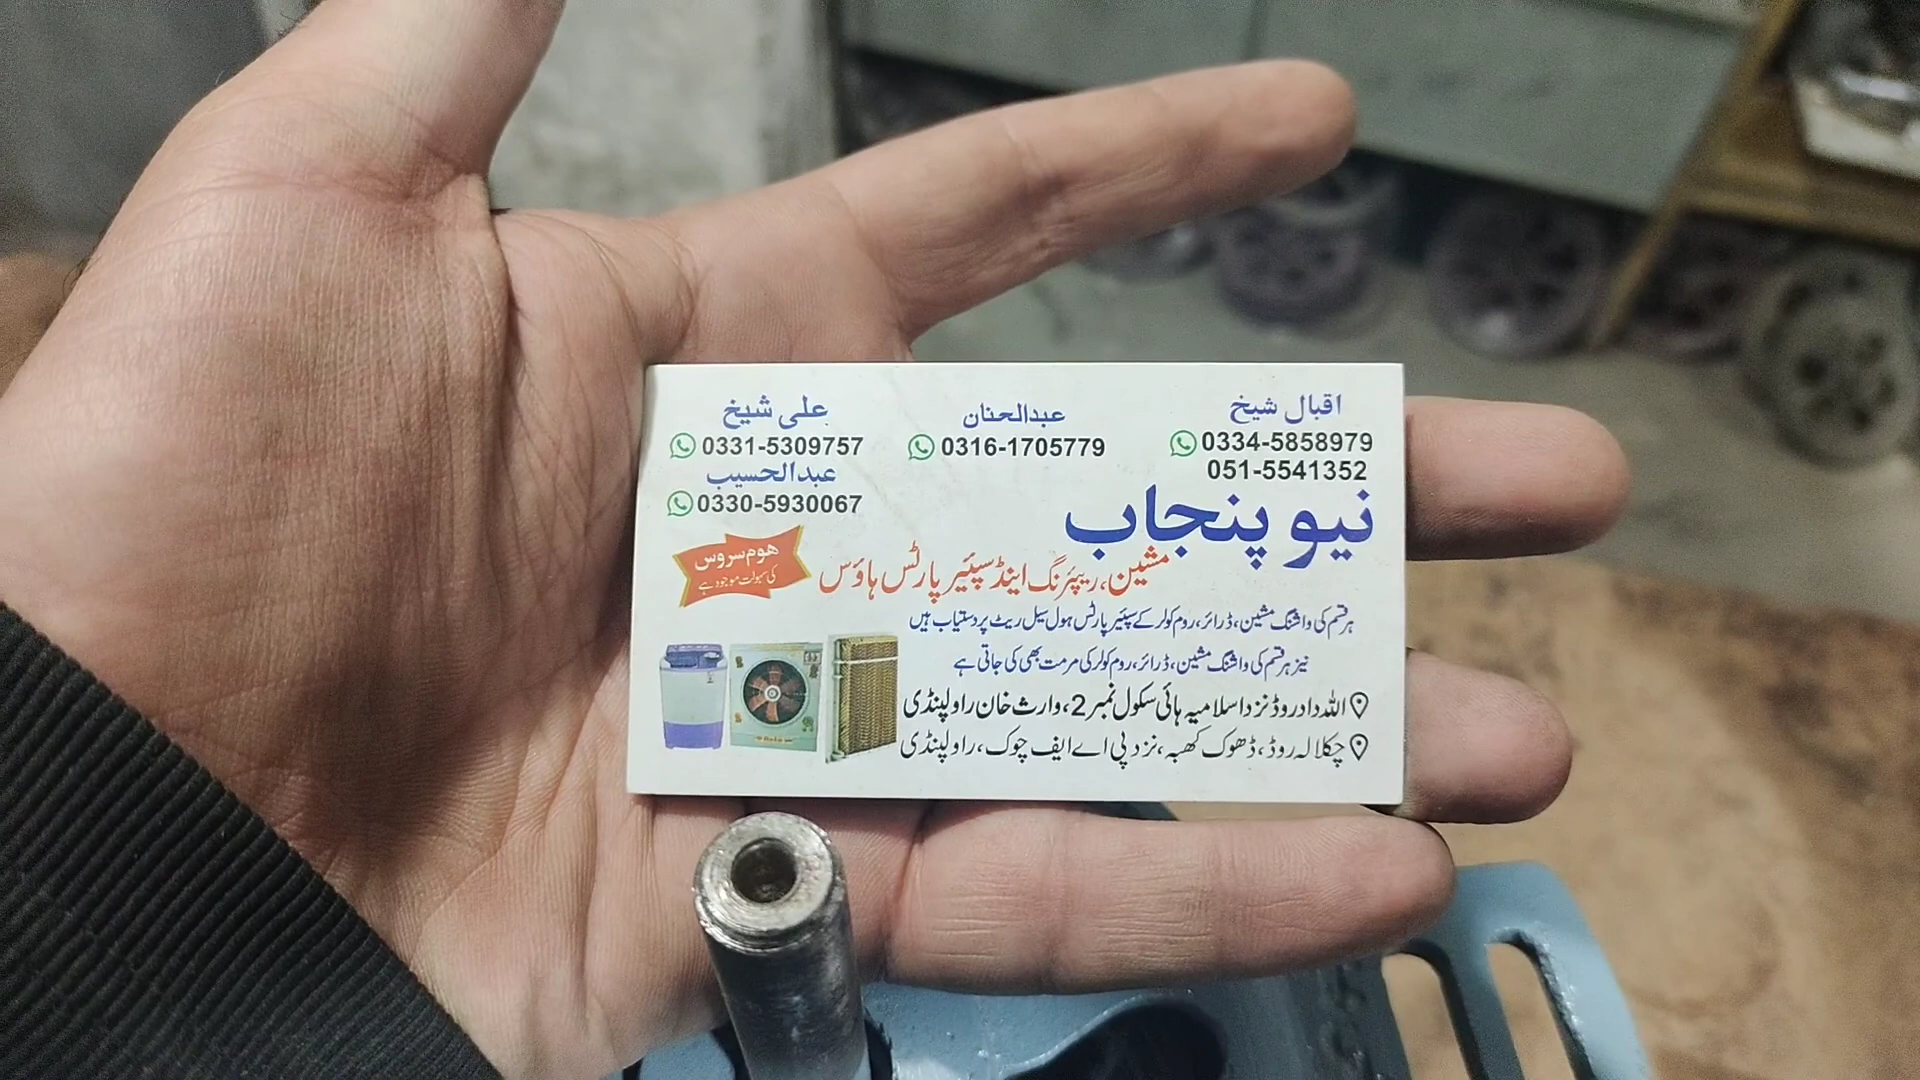 اقبال شیخ
0334-5858979
051-5541352
عبدالحنان
0316-1705779
علی شیخ
0331-5309757
عبدالحسیب
0330-5930067
نیو پنجاب
مشین، ریپئرنگ اینڈ سپئیر پارٹس ہاؤس
ھوم سروس
کی سہولت موجود ہے
ہر قسم کی واشنگ مشین، ڈرائر، روم کولر کے سپئیر پارٹس ہول سیل ریٹ پر دستیاب ہیں
نیز ہر قسم کی واشنگ مشین، ڈرائر، روم کولر کی مرمت بھی کی جاتی ہے
اللہ داد روڈ نزد اسلامیہ ہائی سکول نمبر 2، وارث خان راولپنڈی
چکلالہ روڈ، ڈھوک کھبہ، نزد پی اے ایف چوک، راولپنڈی